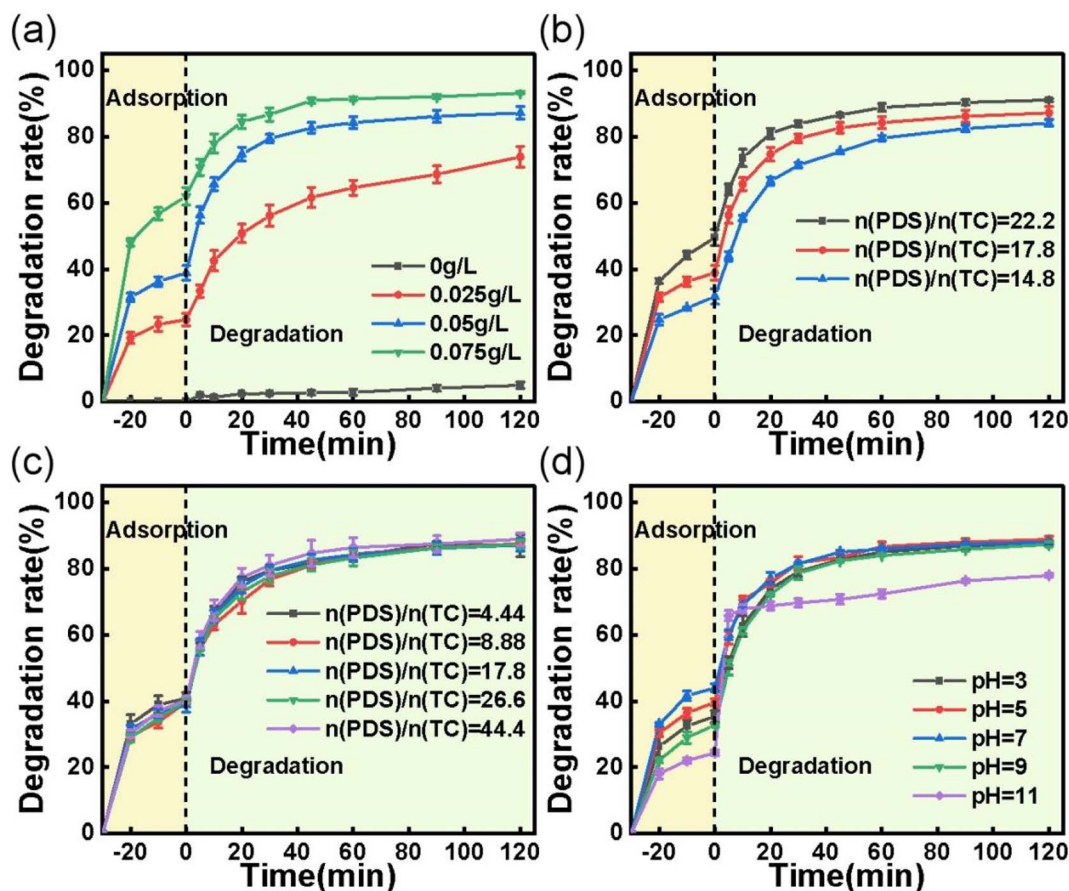 (a)
Degradation rate(%)
100
80
60
40
20
0
Adsorption
Degradation
0g/L
0.025g/L
0.05g/L
0.075g/L
-20 0 20 40 60 80 100 120
Time(min)
(b)
Degradation rate(%)
100
80
60
40
20
0
Adsorption
n(PDS)/n(TC)=22.2
n(PDS)/n(TC)=17.8
n(PDS)/n(TC)=14.8
Degradation
-20 0 20 40 60 80 100 120
Time(min)
(c)
Degradation rate(%)
100
80
60
40
20
0
Adsorption
n(PDS)/n(TC)=4.44
n(PDS)/n(TC)=8.88
n(PDS)/n(TC)=17.8
n(PDS)/n(TC)=26.6
n(PDS)/n(TC)=44.4
Degradation
-20 0 20 40 60 80 100 120
Time(min)
(d)
Degradation rate(%)
100
80
60
40
20
0
Adsorption
Degradation
pH=3
pH=5
pH=7
pH=9
pH=11
-20 0 20 40 60 80 100 120
Time(min)